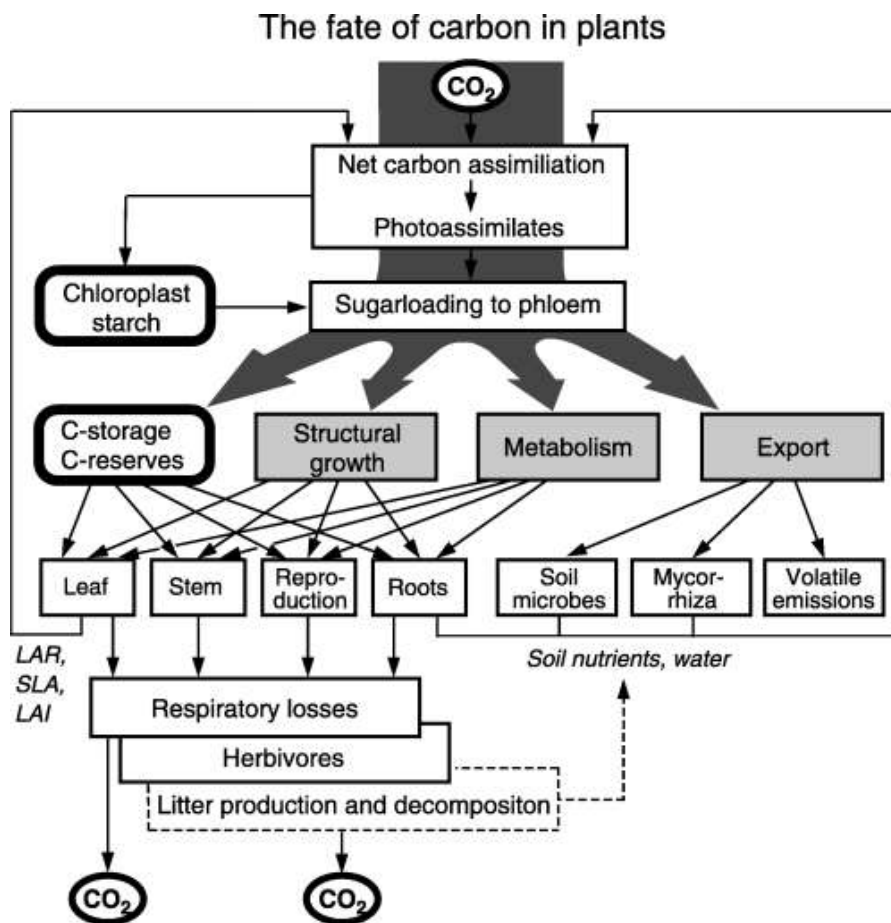 The fate of carbon in plants
CO2
Net carbon assimiliation
Photoassimilates
Chloroplast
starch
Sugarloading to phloem
C-storage
C-reserves
Structural
growth
Metabolism
Export
Leaf
Stem
Repro-
duction
Roots
Soil
microbes
Mycor-
rhiza
Volatile
emissions
LAR,
SLA,
LAI
Soil nutrients, water
Respiratory losses
Herbivores
Litter production and decompositon
CO2
CO2